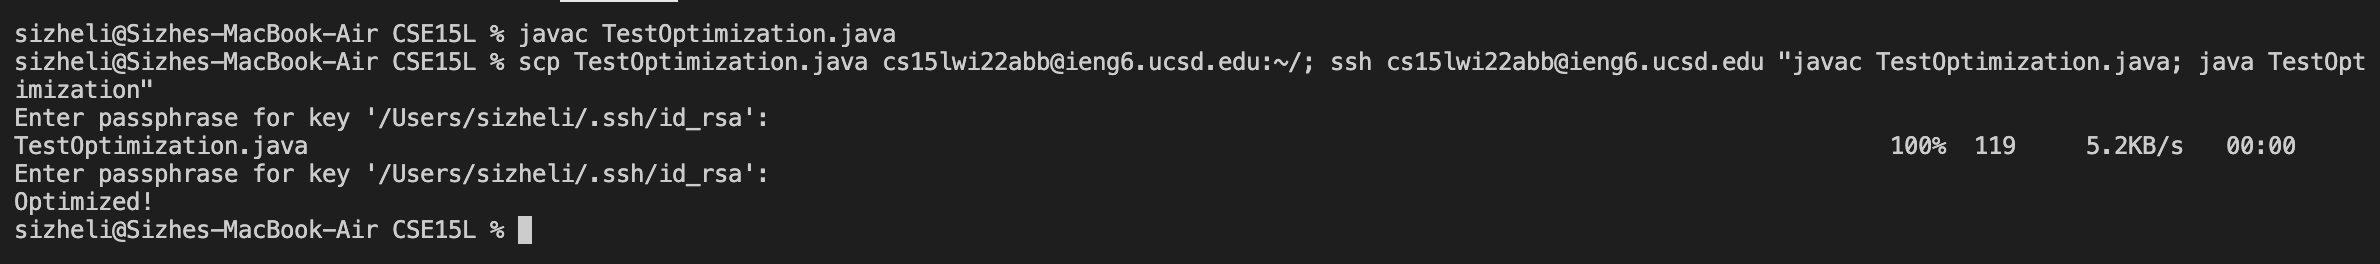 sizheli@Sizhes-MacBook-Air CSE15L % javac TestOptimization.java
sizheli@Sizhes-MacBook-Air CSE15L % scp TestOptimization.java cs15lwi22abb@ieng6.ucsd.edu:~/; ssh cs15lwi22abb@ieng6.ucsd.edu "javac TestOptimization.java; java TestOpt
imization"
Enter passphrase for key '/Users/sizheli/.ssh/id_rsa':
TestOptimization.java 100% 119 5.2KB/s 00:00
Enter passphrase for key '/Users/sizheli/.ssh/id_rsa':
Optimized!
sizheli@Sizhes-MacBook-Air CSE15L %